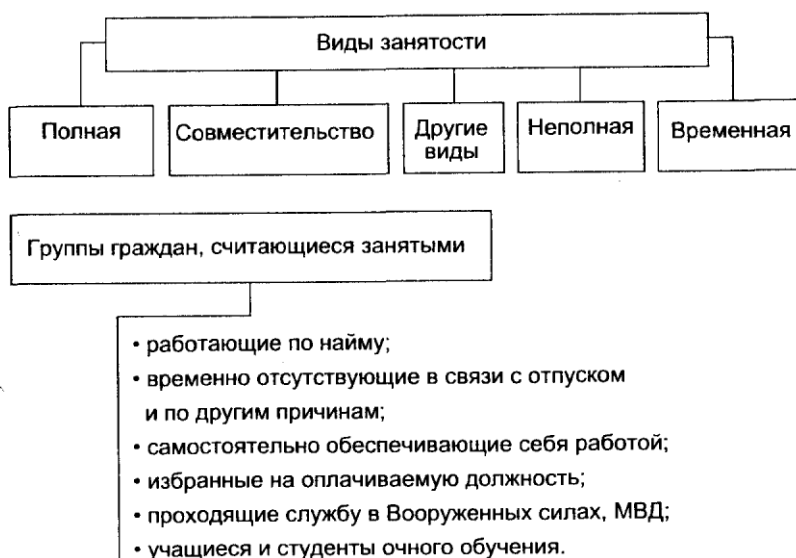 Виды занятости
Полная
Совместительство
Другие
виды
Неполная
Временная
Группы граждан, считающиеся занятыми
• работающие по найму;
• временно отсутствующие в связи с отпуском
и по другим причинам;
• самостоятельно обеспечивающие себя работой;
• избранные на оплачиваемую должность;
• проходящие службу в Вооруженных силах, МВД;
• учащиеся и студенты очного обучения.